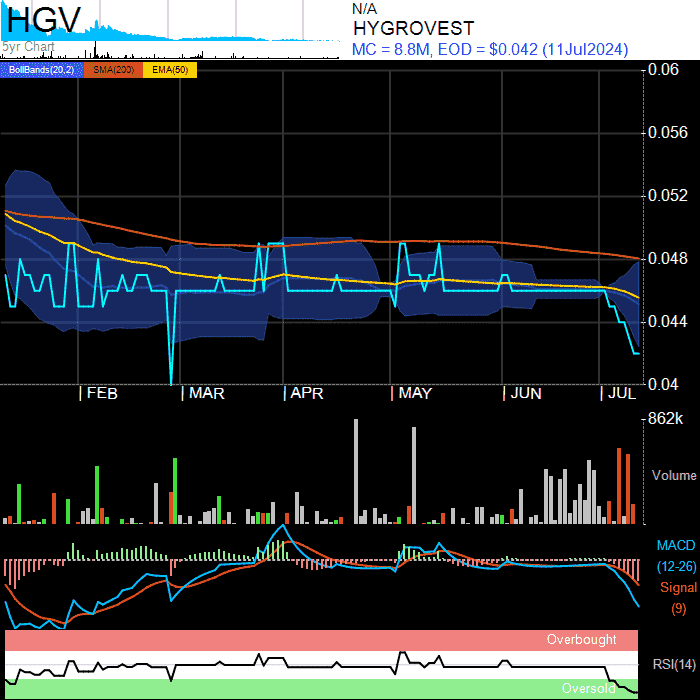 HGV
5yr Chart
N/A
HYGROVEST
MC = 8.8M, EOD = $0.042 (11Jul2024)
BollBands(20,2) SMA(200) EMA(50)
0.06
0.056
0.052
0.048
0.044
0.04
FEB MAR APR MAY JUN JUL
862k
Volume
MACD
(12-26)
Signal
(9)
Overbought
RSI(14)
Oversold